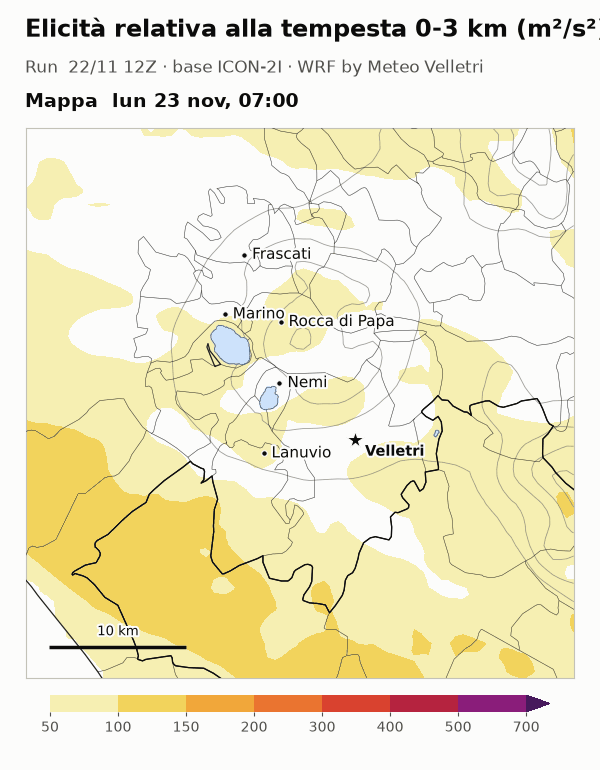 Elicità relativa alla tempesta 0-3 km (m²/s²)
Run 22/11 12Z · base ICON-2I · WRF by Meteo Velletri
Mappa lun 23 nov, 07:00
Frascati
Marino
Rocca di Papa
Nemi
Velletri
Lanuvio
10 km
50 100 150 200 300 400 500 700